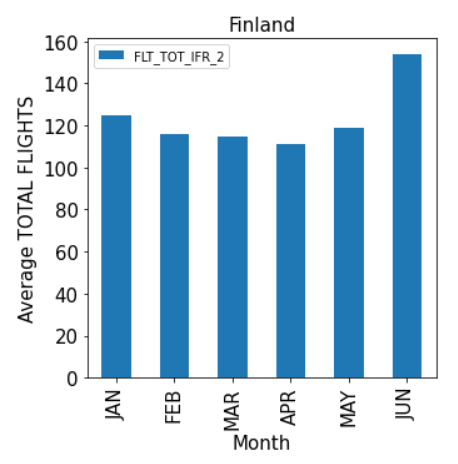 Finland
160
140
120
100
80
60
40
20
0
Average TOTAL FLIGHTS
FLT_TOT_IFR_2
JAN
FEB
MAR
APR
MAY
JUN
Month